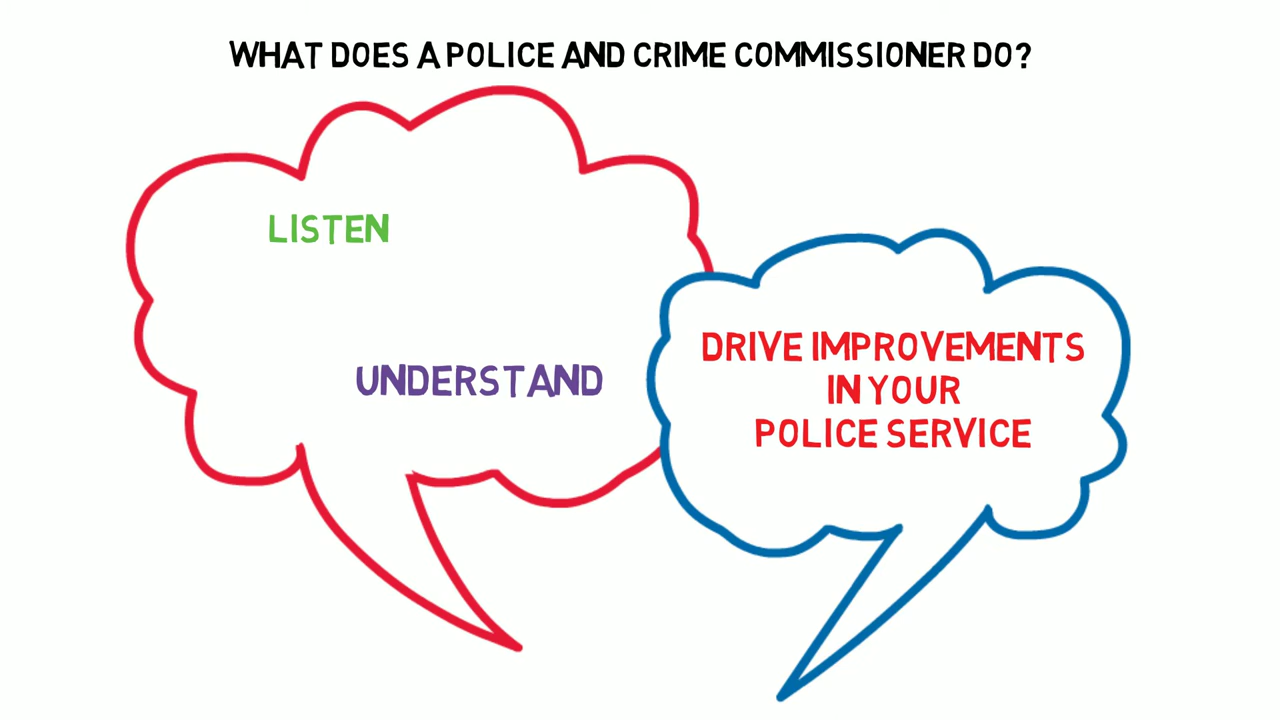 WHAT DOES A POLICE AND CRIME COMMISSIONER DO?
LISTEN
UNDERSTAND
DRIVE IMPROVEMENTS
IN YOUR
POLICE SERVICE